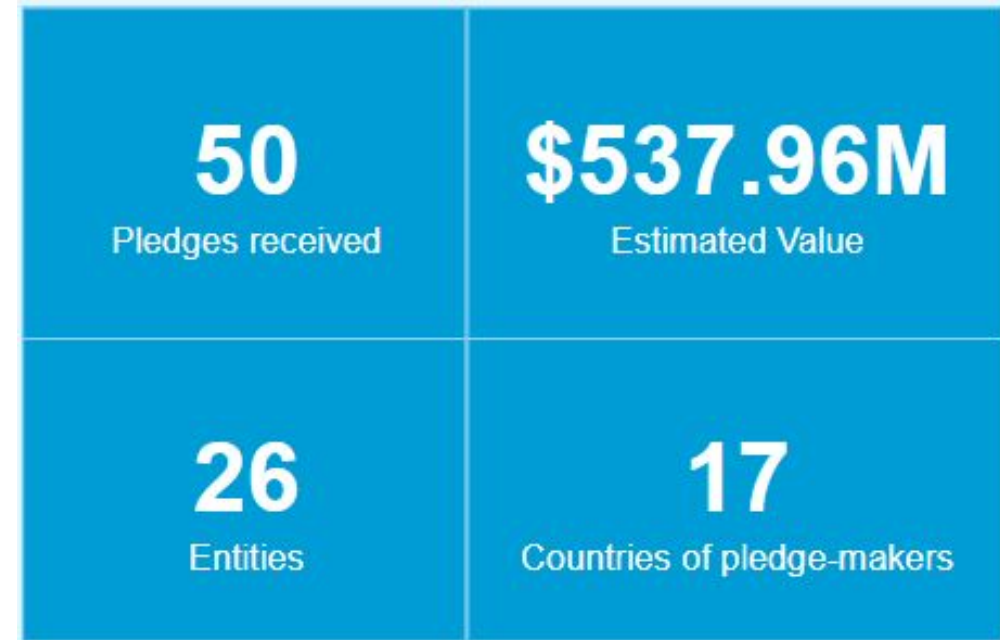 50
Pledges received
$537.96M
Estimated Value
26
Entities
17
Countries of pledge-makers